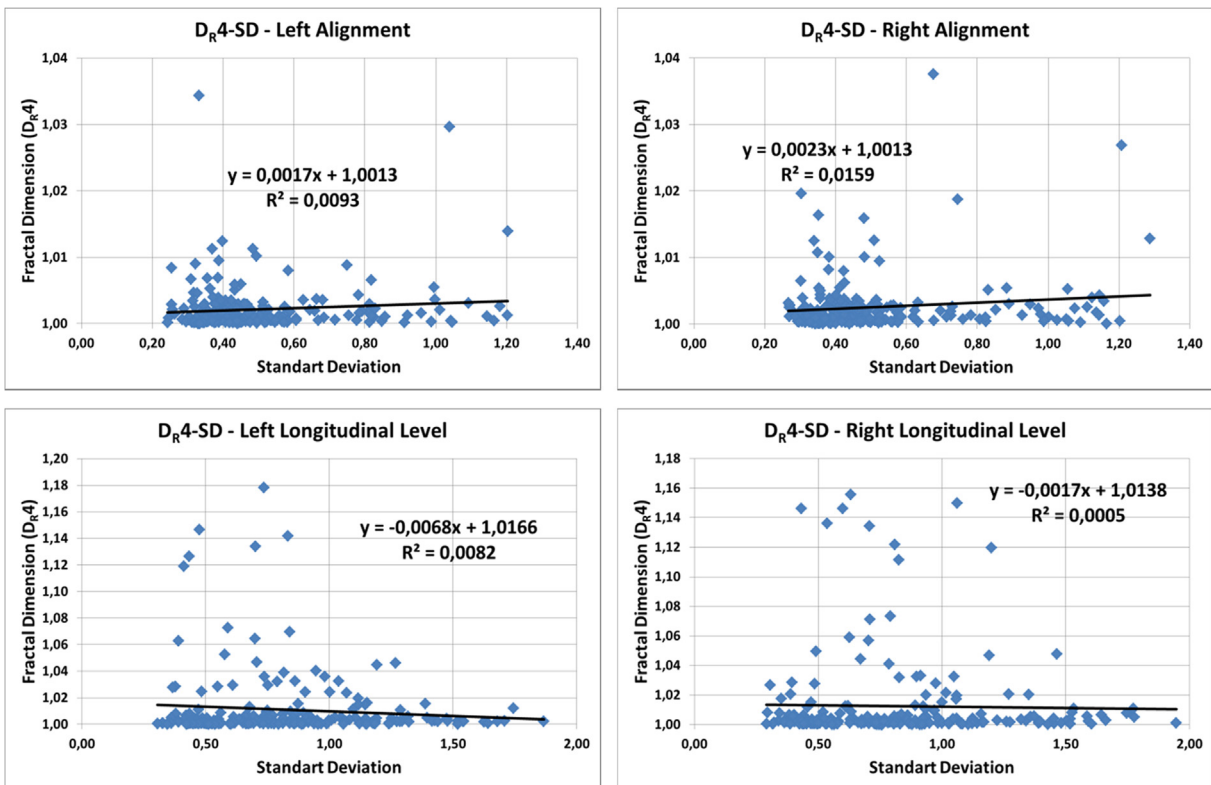 D_R4-SD - Left Alignment
Fractal Dimension (D_R4)
1,04
1,03
1,02
1,01
1,00
y = 0,0017x + 1,0013
R² = 0,0093
0,00 0,20 0,40 0,60 0,80 1,00 1,20 1,40
Standart Deviation
D_R4-SD - Right Alignment
Fractal Dimension (D_R4)
1,04
1,03
1,02
1,01
1,00
y = 0,0023x + 1,0013
R² = 0,0159
0,00 0,20 0,40 0,60 0,80 1,00 1,20 1,40
Standart Deviation
D_R4-SD - Left Longitudinal Level
Fractal Dimension (D_R4)
1,20
1,18
1,16
1,14
1,12
1,10
1,08
1,06
1,04
1,02
1,00
y = -0,0068x + 1,0166
R² = 0,0082
0,00 0,50 1,00 1,50 2,00
Standart Deviation
D_R4-SD - Right Longitudinal Level
Fractal Dimension (D_R4)
1,18
1,16
1,14
1,12
1,10
1,08
1,06
1,04
1,02
1,00
y = -0,0017x + 1,0138
R² = 0,0005
0,00 0,50 1,00 1,50 2,00
Standart Deviation